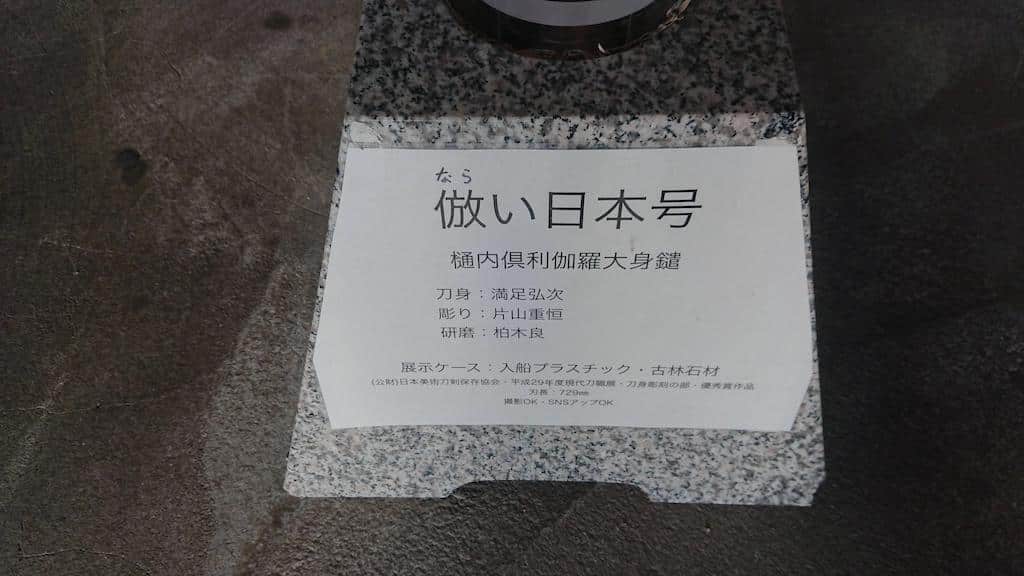 なら
倣い日本号
樋内倶利伽羅大身鑓
刀身：満足弘次
彫り：片山重恒
研磨：柏木良
展示ケース：入船プラスチック・古林石材
(公財)日本美術刀剣保存協会・平成29年度現代刀職展・刀身彫刻の部・優秀賞作品
刃長：729㎜
撮影OK・SNSアップOK